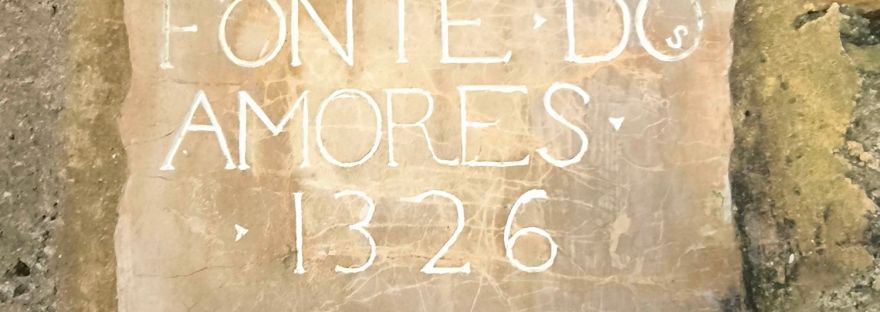 FONTE · DOS
AMORES ·
· 1326